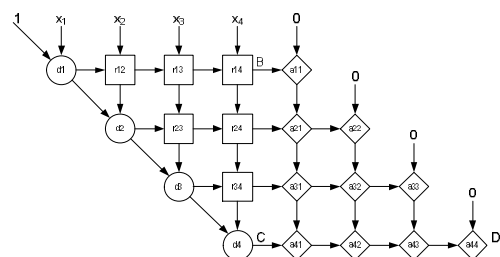 1 x1 x2 x3 x4 0
d1 r12 r13 r14 B a11
0
d2 r23 r24 a21 a22
0
d3 r34 a31 a32 a33
0
d4 C a41 a42 a43 a44 D